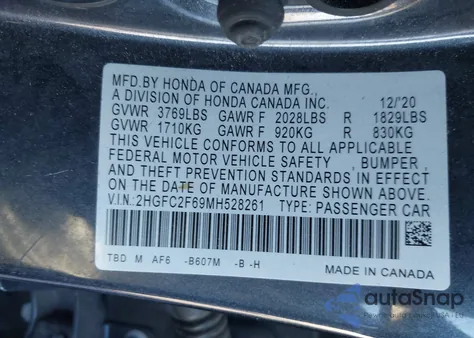 MFD.BY HONDA OF CANADA MFG.,
A DIVISION OF HONDA CANADA INC. 12/'20
GVWR 3769LBS GAWR F 2028LBS R 1829LBS
GVWR 1710KG GAWR F 920KG R 830KG
THIS VEHICLE CONFORMS TO ALL APPLICABLE
FEDERAL MOTOR VEHICLE SAFETY , BUMPER ,
AND THEFT PREVENTION STANDARDS IN EFFECT
ON THE DATE OF MANUFACTURE SHOWN ABOVE.
V.I.N.:2HGFC2F69MH528261 TYPE: PASSENGER CAR
TBD M AF6 -B607M -B -H
MADE IN CANADA
autoSnap